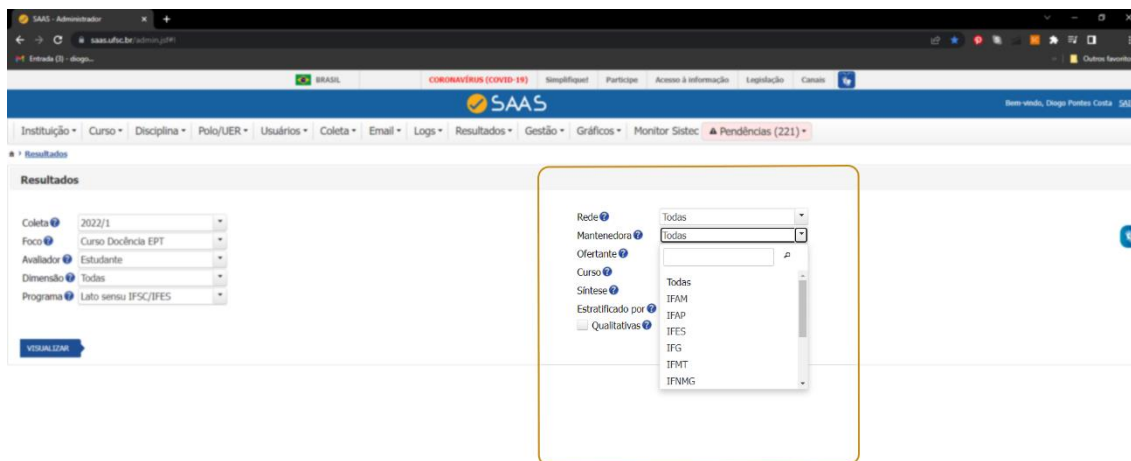 SAAS - Administrador
saas.ufsc.br/admin.jsf#!
Entrada (3) - diogo...
Outros favoritos
BRASIL
CORONAVÍRUS (COVID-19)
Simplifique!
Participe
Acesso à informação
Legislação
Canais
SAAS
Bem-vindo, Diogo Pontes Costa
Instituição
Curso
Disciplina
Polo/UER
Usuários
Coleta
Email
Logs
Resultados
Gestão
Gráficos
Monitor Sistec
Pendências (221)
Resultados
Resultados
Coleta 2022/1
Foco Curso Docência EPT
Avaliador Estudante
Dimensão Todas
Programa Lato sensu IFSC/IFES
VISUALIZAR
Rede Todas
Mantenedora Todas
Ofertante
Curso
Síntese
Estratificado por
Qualitativas
Todas
IFAM
IFAP
IFES
IFG
IFMT
IFNMG